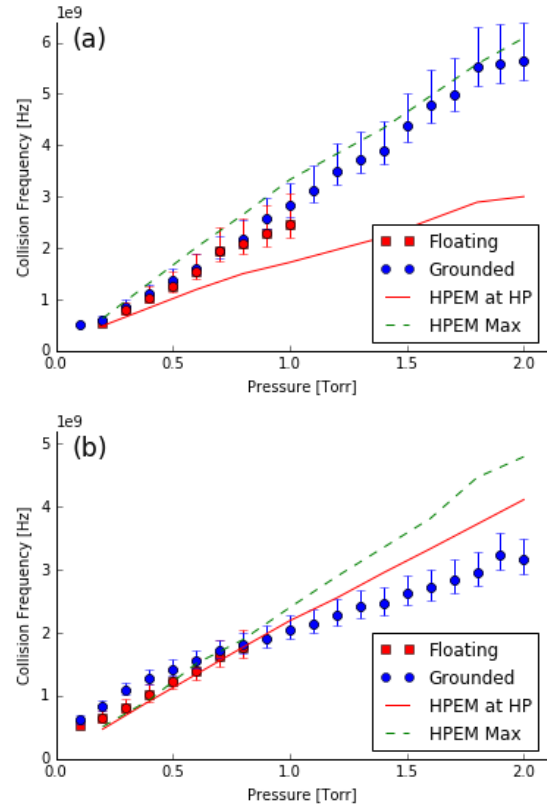 1e9
(a)
6
5
4
3
2
1
0
Collision Frequency [Hz]
Floating
Grounded
HPEM at HP
HPEM Max
0.0 0.5 1.0 1.5 2.0
Pressure [Torr]
1e9
(b)
5
4
3
2
1
0
Collision Frequency [Hz]
Floating
Grounded
HPEM at HP
HPEM Max
0.0 0.5 1.0 1.5 2.0
Pressure [Torr]